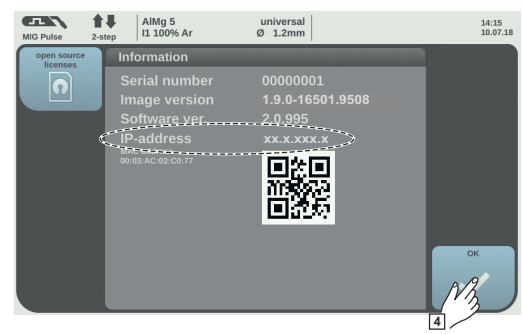 MIG Pulse
2-step
AlMg 5
I1 100% Ar
universal
Ø 1.2mm
14:15
10.07.18
open source
licenses
Information
Serial number 00000001
Image version 1.9.0-16501.9508
Software ver. 2.0.995
IP-address xx.x.xxx.x
00:03:AC:02:C0:77
OK
4